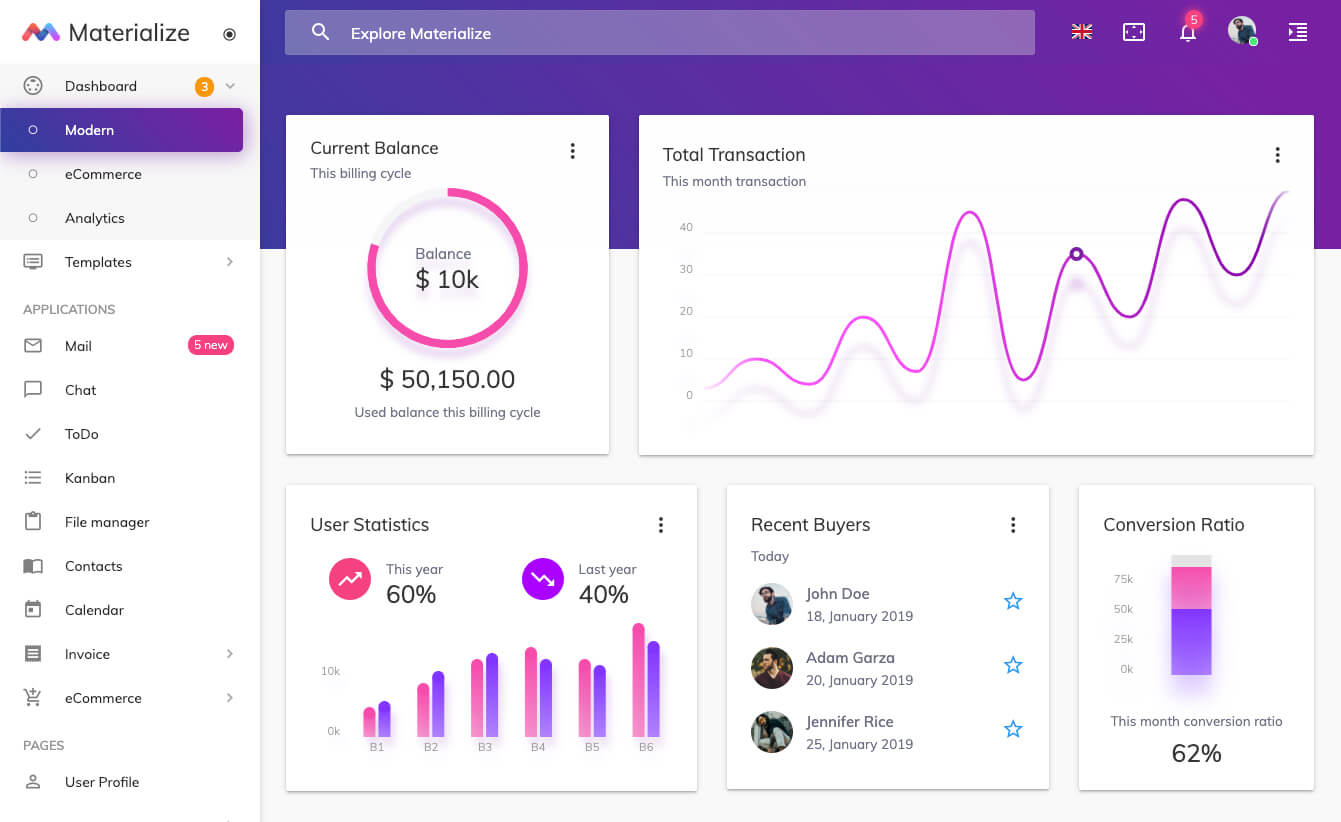 Materialize
Explore Materialize
5
Dashboard 3
Modern
eCommerce
Analytics
Templates
APPLICATIONS
Mail 5 new
Chat
ToDo
Kanban
File manager
Contacts
Calendar
Invoice
eCommerce
PAGES
User Profile
Current Balance
This billing cycle
Balance
$ 10k
$ 50,150.00
Used balance this billing cycle
Total Transaction
This month transaction
40
30
20
10
0
User Statistics
This year
60%
Last year
40%
10k
0k
B1 B2 B3 B4 B5 B6
Recent Buyers
Today
John Doe
18, January 2019
Adam Garza
20, January 2019
Jennifer Rice
25, January 2019
Conversion Ratio
75k
50k
25k
0k
This month conversion ratio
62%